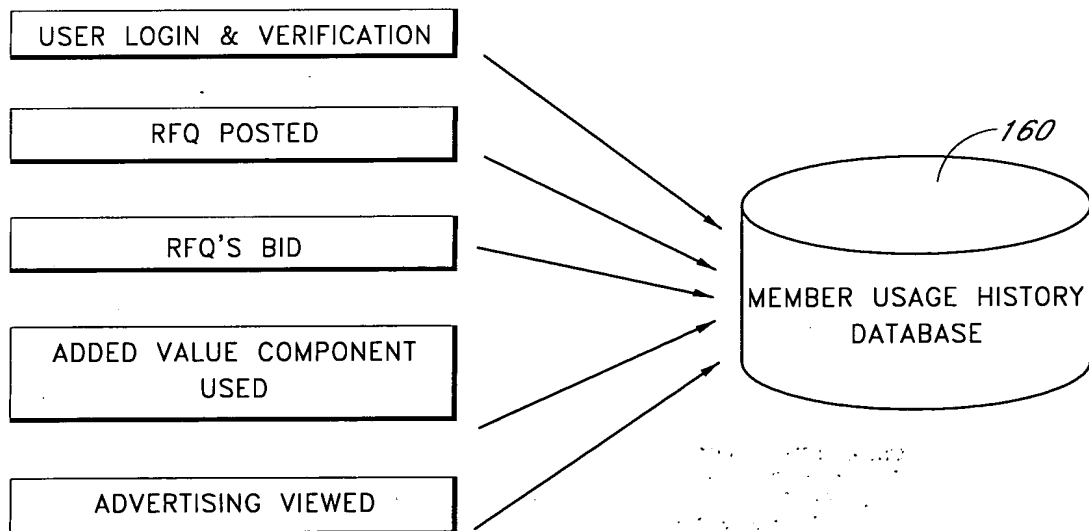 USER LOGIN & VERIFICATION
RFQ POSTED
RFQ'S BID
ADDED VALUE COMPONENT
USED
ADVERTISING VIEWED
160
MEMBER USAGE HISTORY
DATABASE